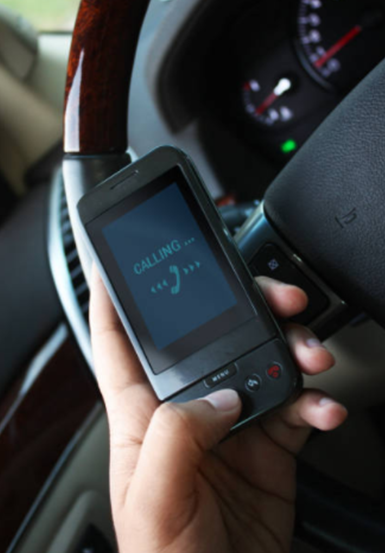 CALLING ...
<<< >>>
MENU